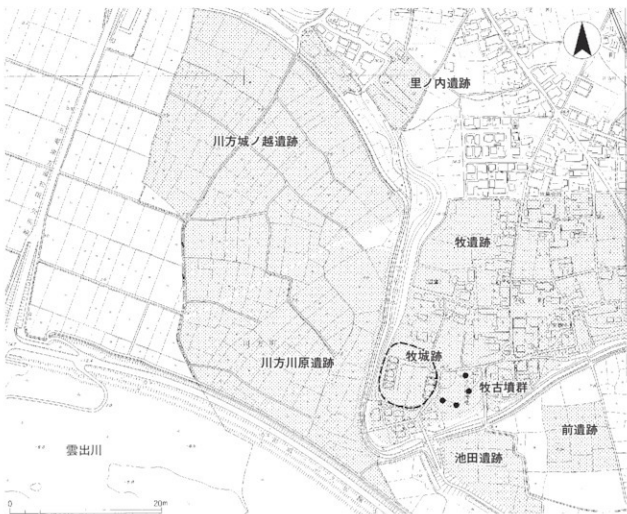 里ノ内遺跡
川方城ノ越遺跡
牧遺跡
牧城跡
牧古墳群
川方川原遺跡
前遺跡
池田遺跡
雲出川
0 20m